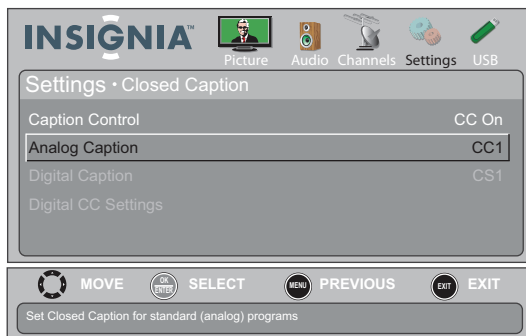 INSIGNIA™
Picture Audio Channels Settings USB
Settings · Closed Caption
Caption Control CC On
Analog Caption CC1
Digital Caption CS1
Digital CC Settings
MOVE OK ENTER SELECT MENU PREVIOUS EXIT EXIT
Set Closed Caption for standard (analog) programs